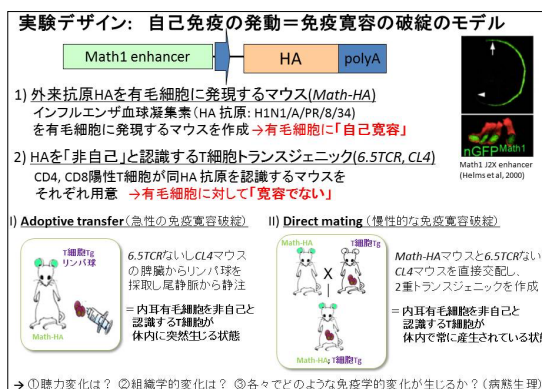 実験デザイン： 自己免疫の発動＝免疫寛容の破綻のモデル
Math1 enhancer
HA
polyA
1) 外来抗原HAを有毛細胞に発現するマウス(Math-HA)
インフルエンザ血球凝集素(HA 抗原: H1N1/A/PR/8/34)
を有毛細胞に発現するマウスを作成→有毛細胞に「自己寛容」
nGFP Math1
Math1 J2X enhancer
(Helms et al, 2000)
2) HAを「非自己」と認識するT細胞トランスジェニック(6.5TCR, CL4)
CD4, CD8陽性T細胞が同HA 抗原を認識するマウスを
それぞれ用意 →有毛細胞に対して「寛容でない」
I) Adoptive transfer（急性の免疫寛容破綻）
T細胞Tg
リンパ球
Math-HA
6.5TCRないしCL4マウス
の脾臓からリンパ球を
採取し尾静脈から静注
＝内耳有毛細胞を非自己と
認識するT細胞が
体内に突然生じる状態
II) Direct mating （慢性的な免疫寛容破綻）
Math-HA
T細胞Tg
X
Math-HA; T細胞Tg
Math-HAマウスと6.5TCRない
CL4マウスを直接交配し、
2重トランスジェニックを作成
＝内耳有毛細胞を非自己と
認識するT細胞が
体内で常に産生されている状態
→ ①聴力変化は？ ②組織学的変化は？ ③各々でどのような免疫学的変化が生じるか？（病態生理）